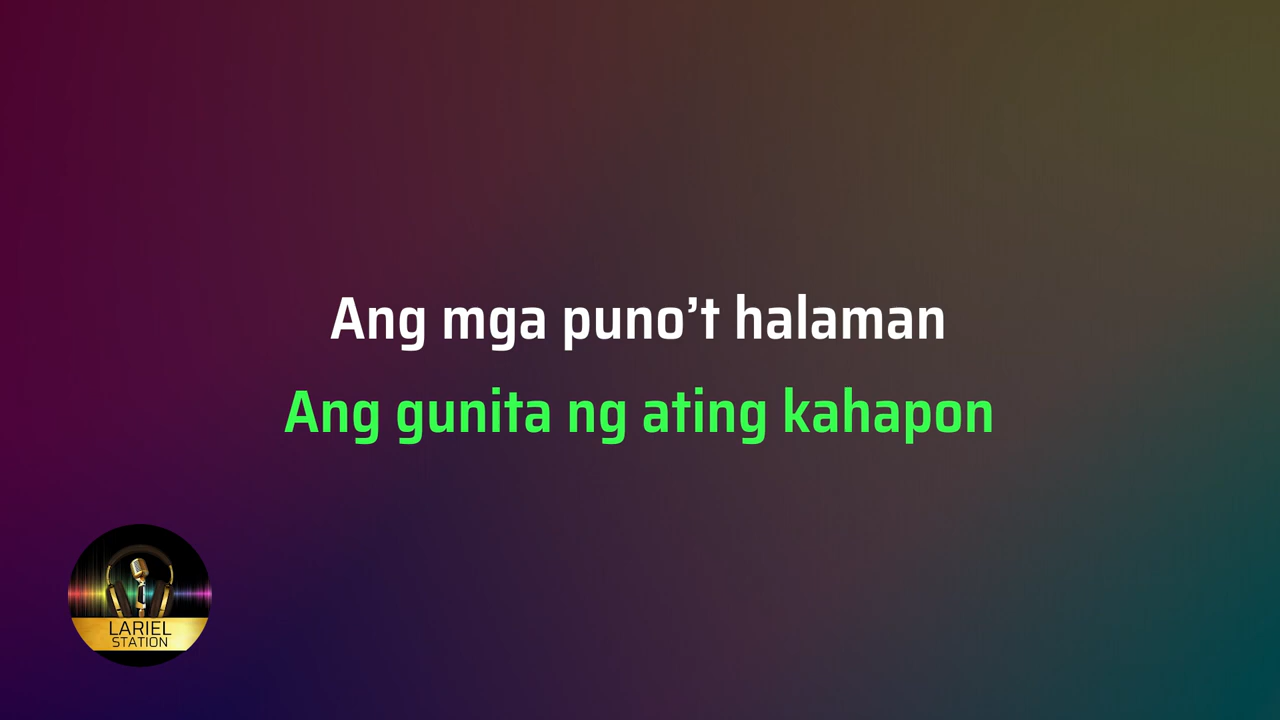 Ang mga puno’t halaman
Ang gunita ng ating kahapon
LARIEL
STATION